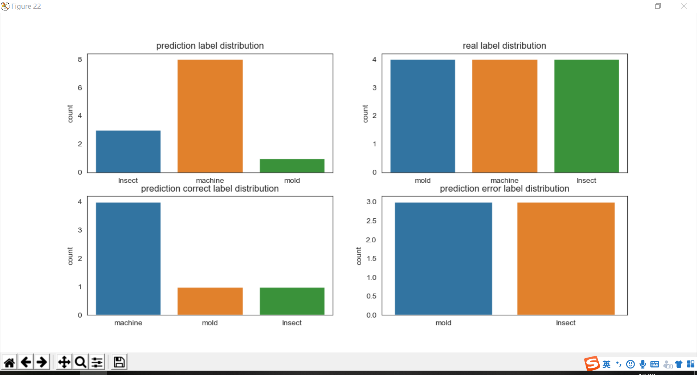 Figure 22
prediction label distribution
count
8
6
4
2
0
Insect
machine
mold
real label distribution
count
4
3
2
1
0
mold
machine
Insect
prediction correct label distribution
count
4
3
2
1
0
machine
mold
Insect
prediction error label distribution
count
3.0
2.5
2.0
1.5
1.0
0.5
0.0
mold
Insect
S
英